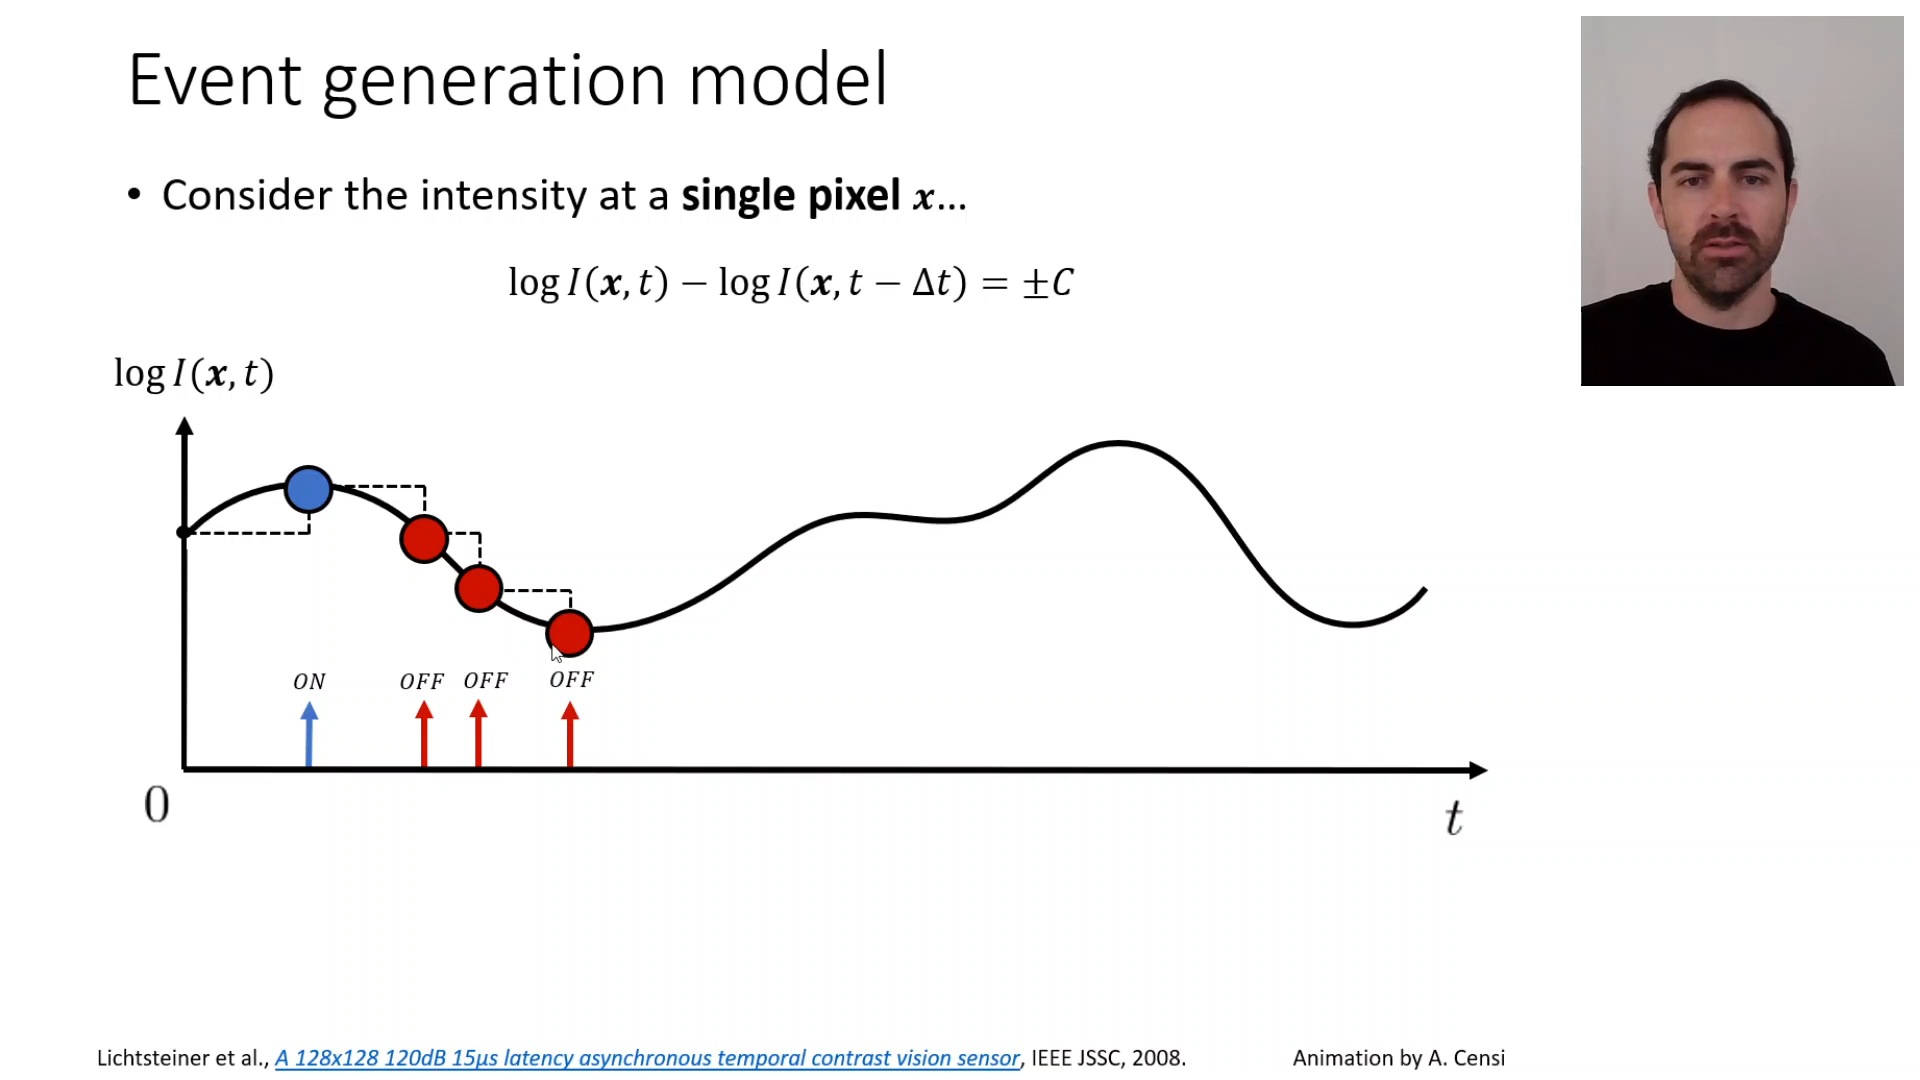 Event generation model
• Consider the intensity at a single pixel x...
log I(x, t) − log I(x, t − Δt) = ±C
log I(x, t)
ON OFF OFF OFF
0
t
Lichtsteiner et al., A 128x128 120dB 15µs latency asynchronous temporal contrast vision sensor, IEEE JSSC, 2008. Animation by A. Censi